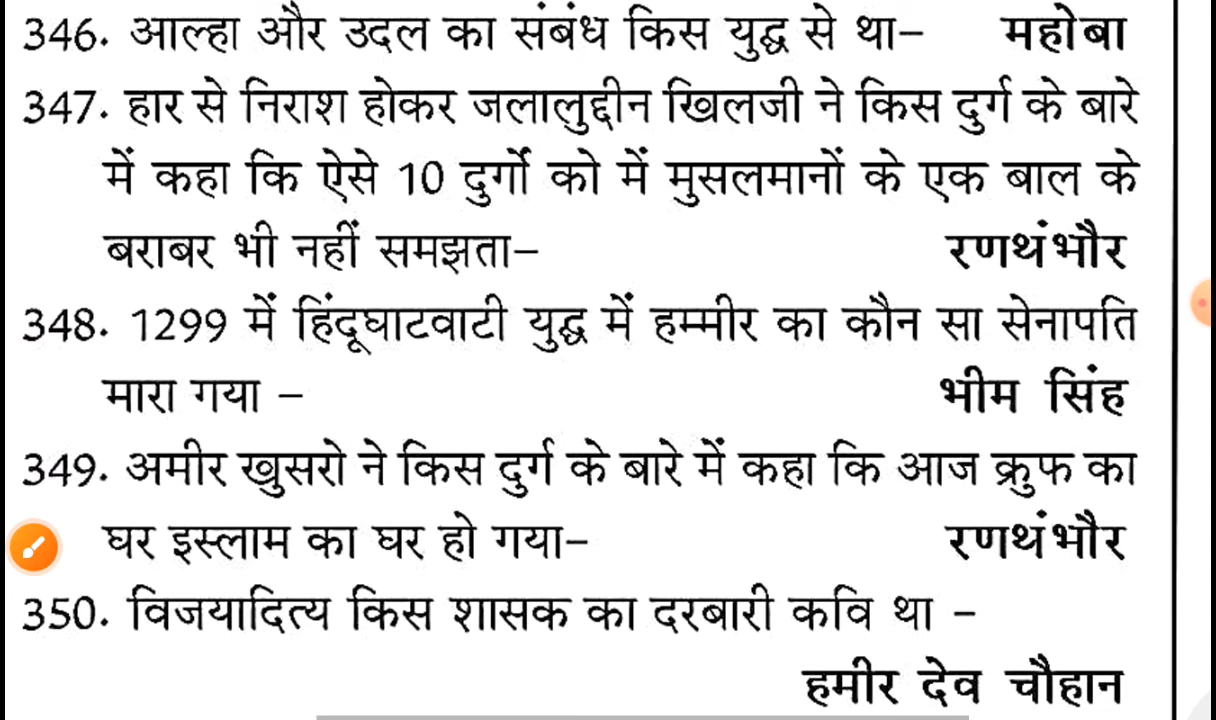 346. आल्हा और उदल का संबंध किस युद्ध से था– महोबा
347. हार से निराश होकर जलालुद्दीन खिलजी ने किस दुर्ग के बारे
में कहा कि ऐसे 10 दुर्गों को में मुसलमानों के एक बाल के
बराबर भी नहीं समझता– रणथंभौर
348. 1299 में हिंदूघाटवाटी युद्ध में हम्मीर का कौन सा सेनापति
मारा गया – भीम सिंह
349. अमीर खुसरो ने किस दुर्ग के बारे में कहा कि आज क्रुफ का
घर इस्लाम का घर हो गया– रणथंभौर
350. विजयादित्य किस शासक का दरबारी कवि था –
हमीर देव चौहान